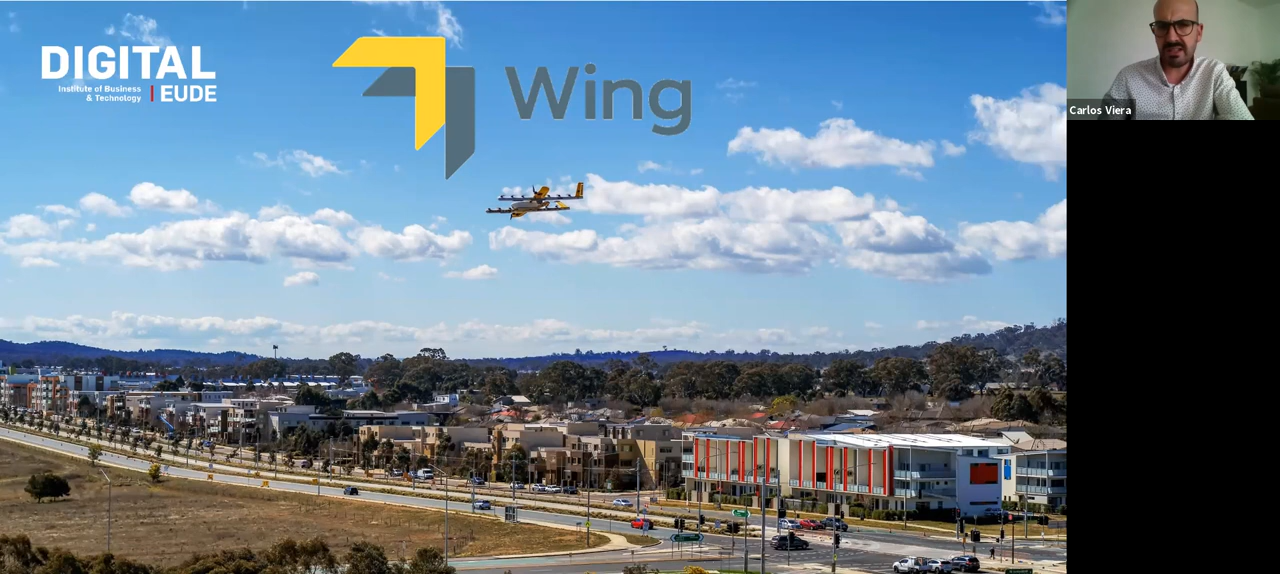 DIGITAL
Institute of Business
& Technology
EUDE
Wing
Carlos Viera